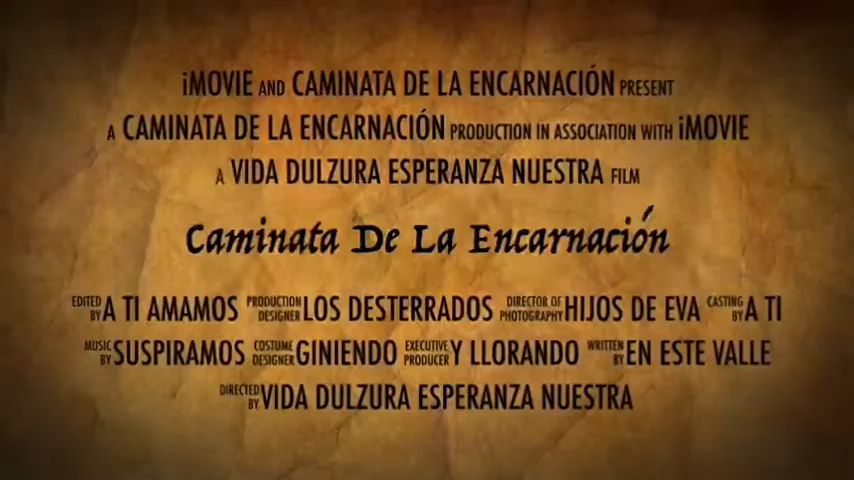 iMOVIE AND CAMINATA DE LA ENCARNACIÓN PRESENT
A CAMINATA DE LA ENCARNACIÓN PRODUCTION IN ASSOCIATION WITH iMOVIE
A VIDA DULZURA ESPERANZA NUESTRA FILM
Caminata De La Encarnación
EDITED BY A TI AMAMOS PRODUCTION DESIGNER LOS DESTERRADOS DIRECTOR OF PHOTOGRAPHY HIJOS DE EVA CASTING BY A TI
MUSIC BY SUSPIRAMOS COSTUME DESIGNER GINIENDO EXECUTIVE PRODUCER Y LLORANDO WRITTEN BY EN ESTE VALLE
DIRECTED BY VIDA DULZURA ESPERANZA NUESTRA